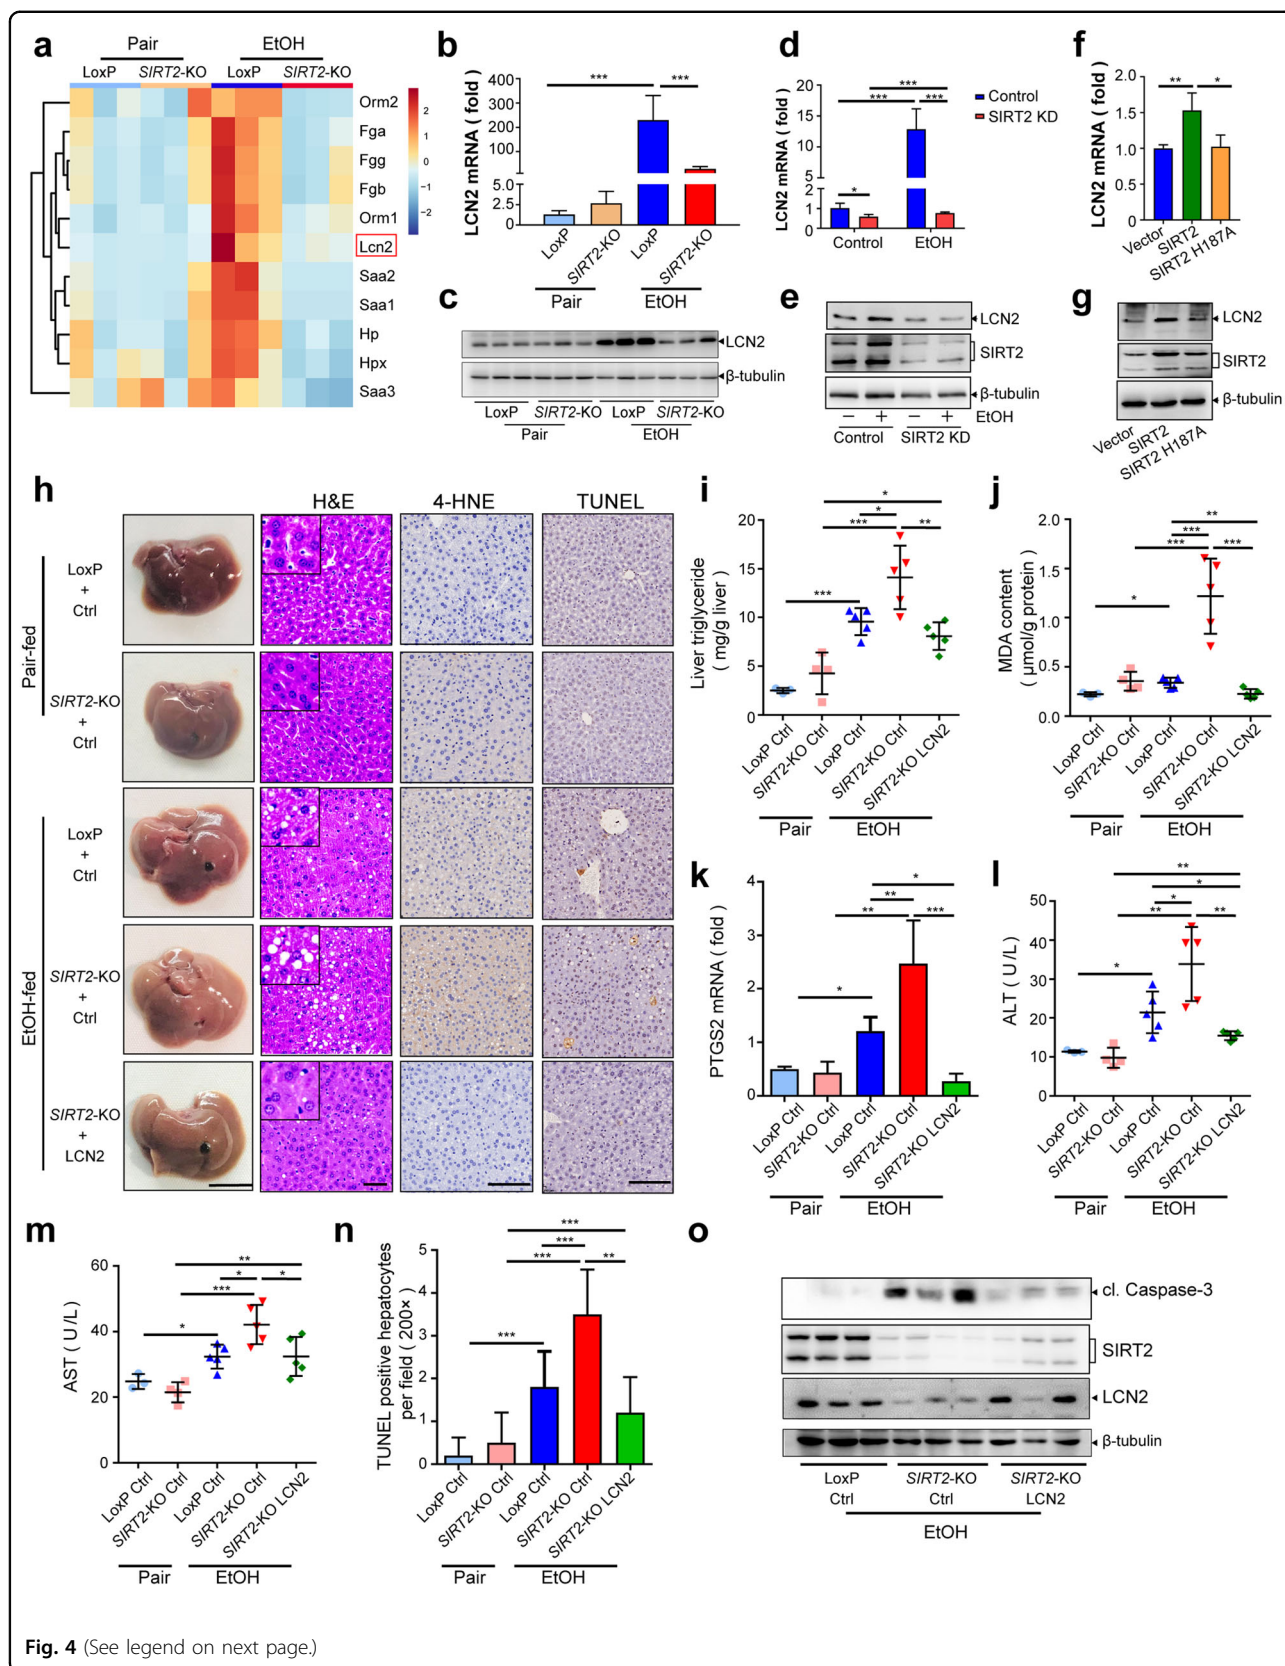 a
Pair
EtOH
LoxP
SIRT2-KO
LoxP
SIRT2-KO
Orm2
Fga
Fgg
Fgb
Orm1
Lcn2
Saa2
Saa1
Hp
Hpx
Saa3
2
1
0
−1
−2
b
LCN2 mRNA ( fold )
400
300
200
100
5.0
2.5
0
***
***
LoxP
SIRT2-KO
LoxP
SIRT2-KO
Pair
EtOH
c
LCN2
β-tubulin
LoxP
SIRT2-KO
LoxP
SIRT2-KO
Pair
EtOH
d
LCN2 mRNA ( fold )
20
15
10
5
2
1
0
***
***
***
*
Control
EtOH
Control
SIRT2 KD
e
LCN2
SIRT2
β-tubulin
− + − + EtOH
Control
SIRT2 KD
f
LCN2 mRNA ( fold )
2.0
1.5
1.0
0.5
0
**
*
Vector
SIRT2
SIRT2 H187A
g
LCN2
SIRT2
β-tubulin
Vector
SIRT2
SIRT2 H187A
h
H&E
4-HNE
TUNEL
Pair-fed
LoxP
+
Ctrl
SIRT2-KO
+
Ctrl
EtOH-fed
LoxP
+
Ctrl
SIRT2-KO
+
Ctrl
SIRT2-KO
+
LCN2
i
Liver triglyceride
( mg/g liver )
20
15
10
5
0
*
*
***
**
***
LoxP Ctrl
SIRT2-KO Ctrl
LoxP Ctrl
SIRT2-KO Ctrl
SIRT2-KO LCN2
Pair
EtOH
j
MDA content
( μmol/g protein )
2.0
1.5
1.0
0.5
0.0
**
***
***
***
*
LoxP Ctrl
SIRT2-KO Ctrl
LoxP Ctrl
SIRT2-KO Ctrl
SIRT2-KO LCN2
Pair
EtOH
k
PTGS2 mRNA ( fold )
4
3
2
1
0
*
**
**
***
*
LoxP Ctrl
SIRT2-KO Ctrl
LoxP Ctrl
SIRT2-KO Ctrl
SIRT2-KO LCN2
Pair
EtOH
l
ALT ( U /L )
50
40
30
20
10
0
**
*
*
**
**
*
LoxP Ctrl
SIRT2-KO Ctrl
LoxP Ctrl
SIRT2-KO Ctrl
SIRT2-KO LCN2
Pair
EtOH
m
AST ( U /L )
60
40
20
0
**
*
*
***
*
LoxP Ctrl
SIRT2-KO Ctrl
LoxP Ctrl
SIRT2-KO Ctrl
SIRT2-KO LCN2
Pair
EtOH
n
TUNEL positive hepatocytes
per field ( 200× )
5
4
3
2
1
0
***
***
***
**
***
LoxP Ctrl
SIRT2-KO Ctrl
LoxP Ctrl
SIRT2-KO Ctrl
SIRT2-KO LCN2
Pair
EtOH
o
cl. Caspase-3
SIRT2
LCN2
β-tubulin
LoxP
Ctrl
SIRT2-KO
Ctrl
SIRT2-KO
LCN2
EtOH
Fig. 4 (See legend on next page.)